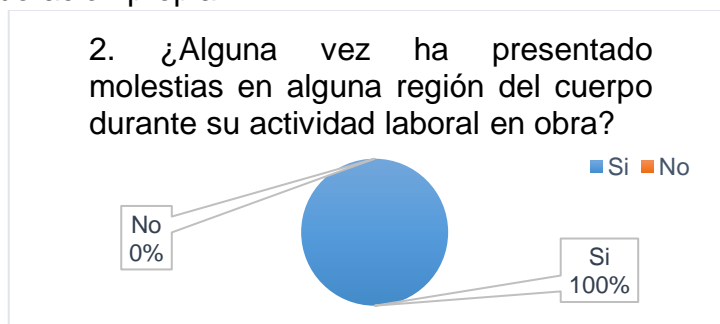 2. ¿Alguna vez ha presentado
molestias en alguna región del cuerpo
durante su actividad laboral en obra?
Si No
No
0%
Si
100%